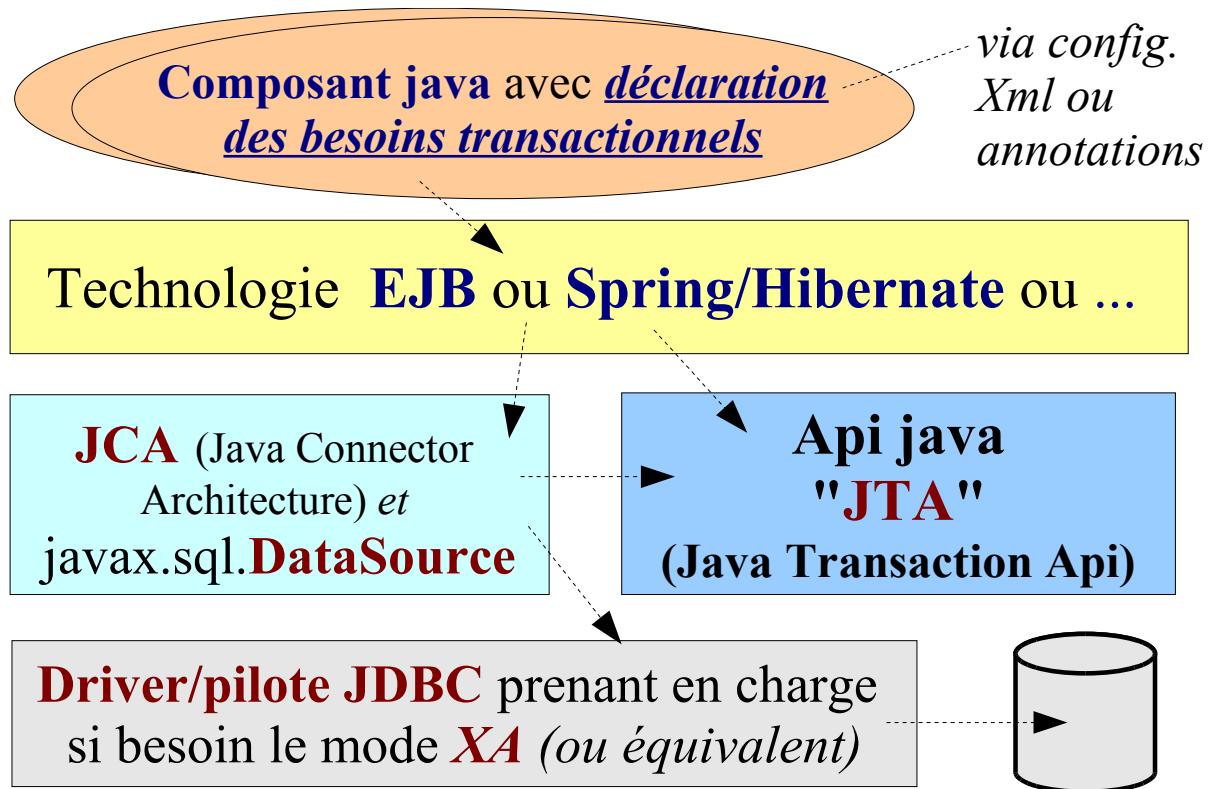 Composant java avec déclaration
des besoins transactionnels
via config.
Xml ou
annotations
Technologie EJB ou Spring/Hibernate ou ...
JCA (Java Connector
Architecture) et
javax.sql.DataSource
Api java
"JTA"
(Java Transaction Api)
Driver/pilote JDBC prenant en charge
si besoin le mode XA (ou équivalent)